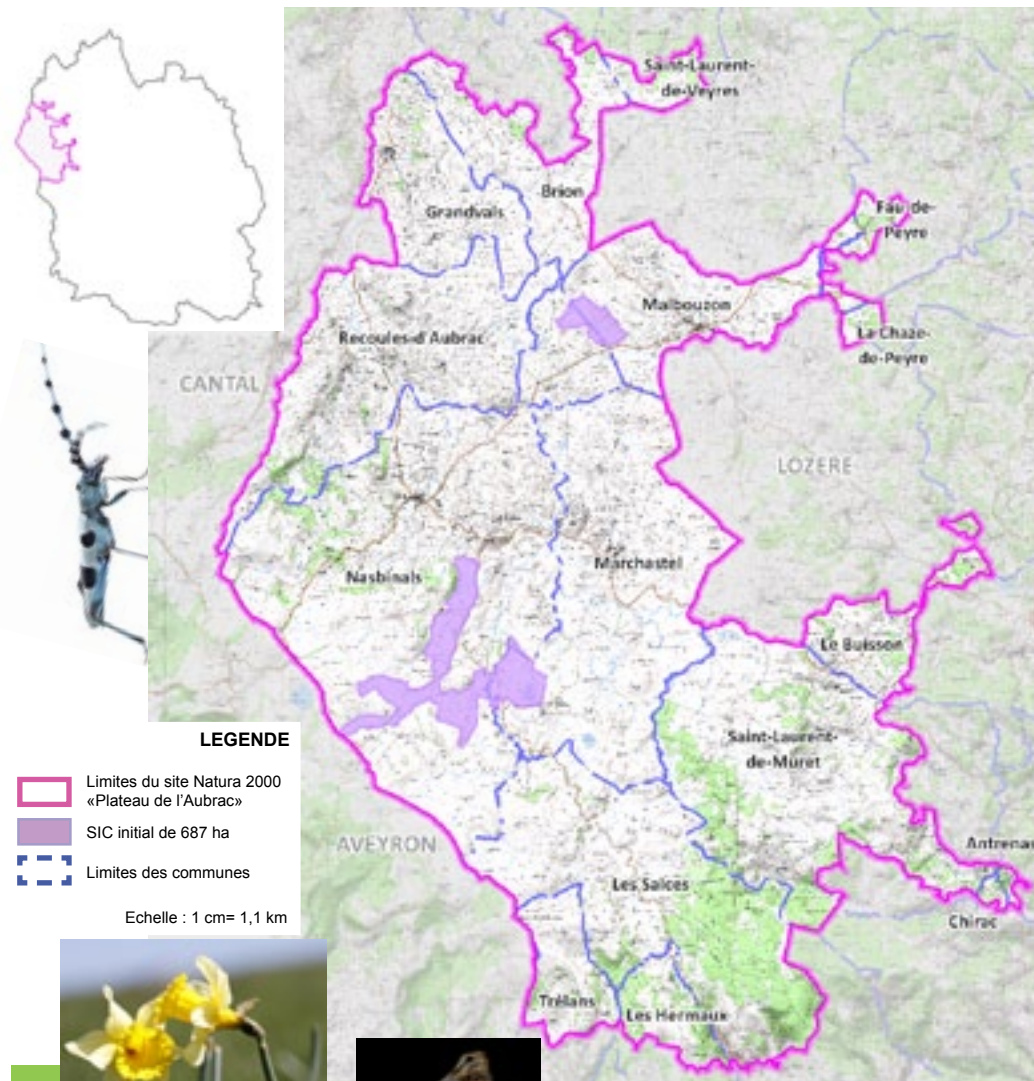 Saint-Laurent-
de-Veyres
Brion
Grandvals
Fau-de-
Peyre
Malbouzon
La Chaze-
de-Peyre
Recoules-d'Aubrac
CANTAL
LOZERE
Marchastel
Nasbinals
Le Buisson
Saint-Laurent-
de-Muret
LEGENDE
Limites du site Natura 2000
«Plateau de l'Aubrac»
SIC initial de 687 ha
Limites des communes
Echelle : 1 cm= 1,1 km
AVEYRON
Antrenas
Les Salces
Chirac
Trélans
Les Hermaux